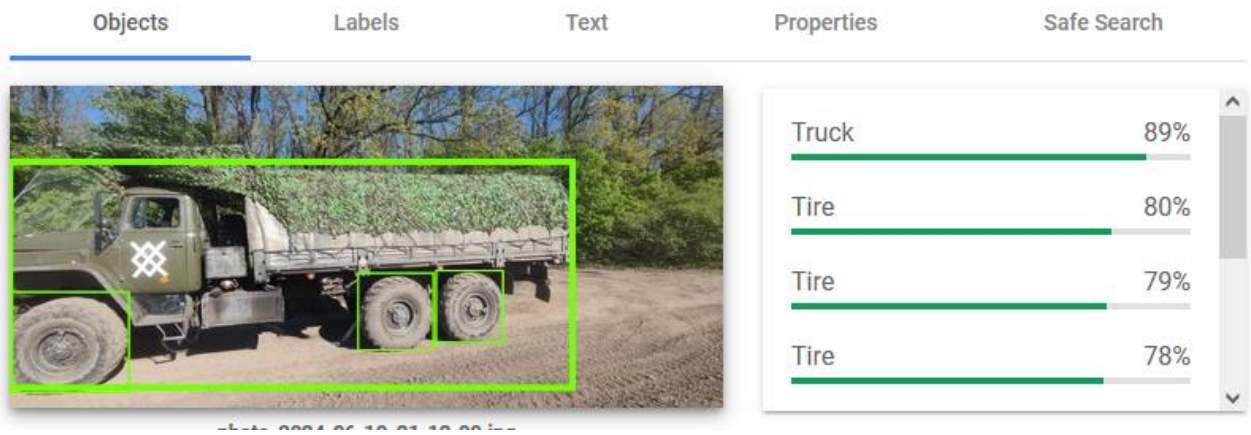 Objects Labels Text Properties Safe Search
Truck 89%
Tire 80%
Tire 79%
Tire 78%